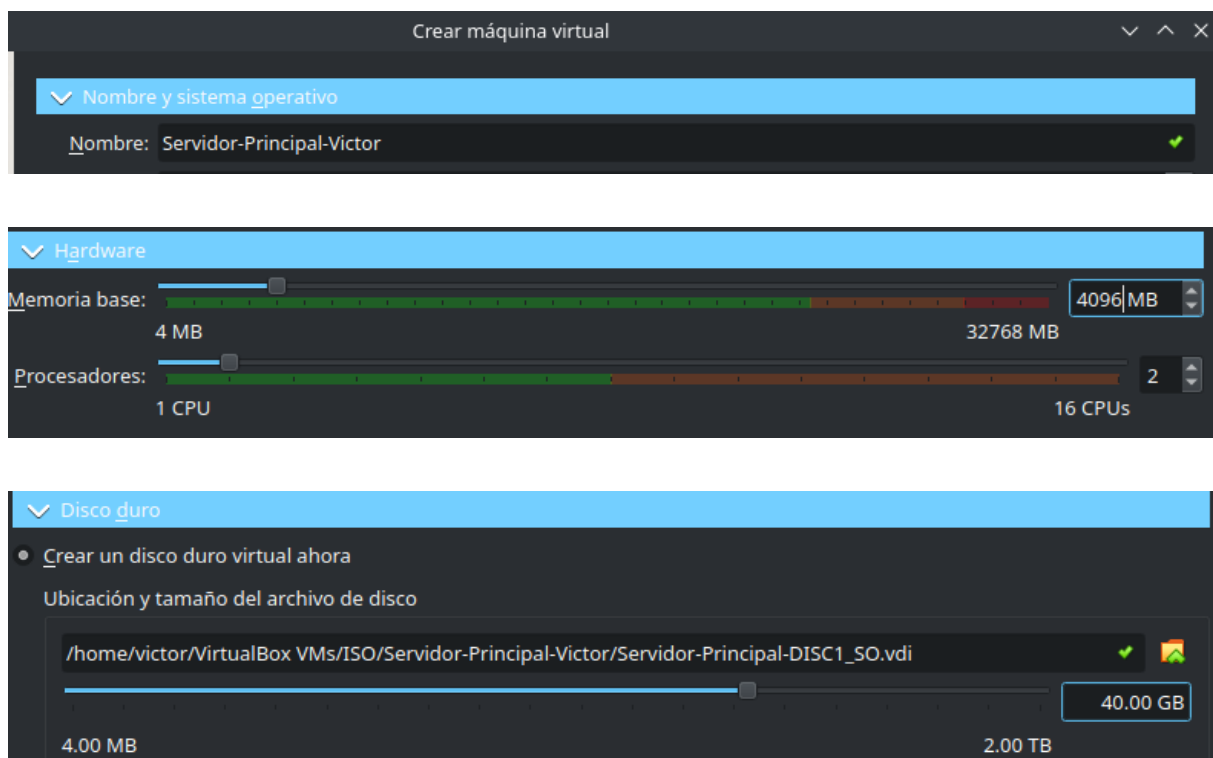 Crear máquina virtual
Nombre y sistema operativo
Nombre: Servidor-Principal-Victor
Hardware
Memoria base: 4096 MB
4 MB 32768 MB
Procesadores: 2
1 CPU 16 CPUs
Disco duro
Crear un disco duro virtual ahora
Ubicación y tamaño del archivo de disco
/home/victor/VirtualBox VMs/ISO/Servidor-Principal-Victor/Servidor-Principal-DISC1_SO.vdi
40.00 GB
4.00 MB 2.00 TB